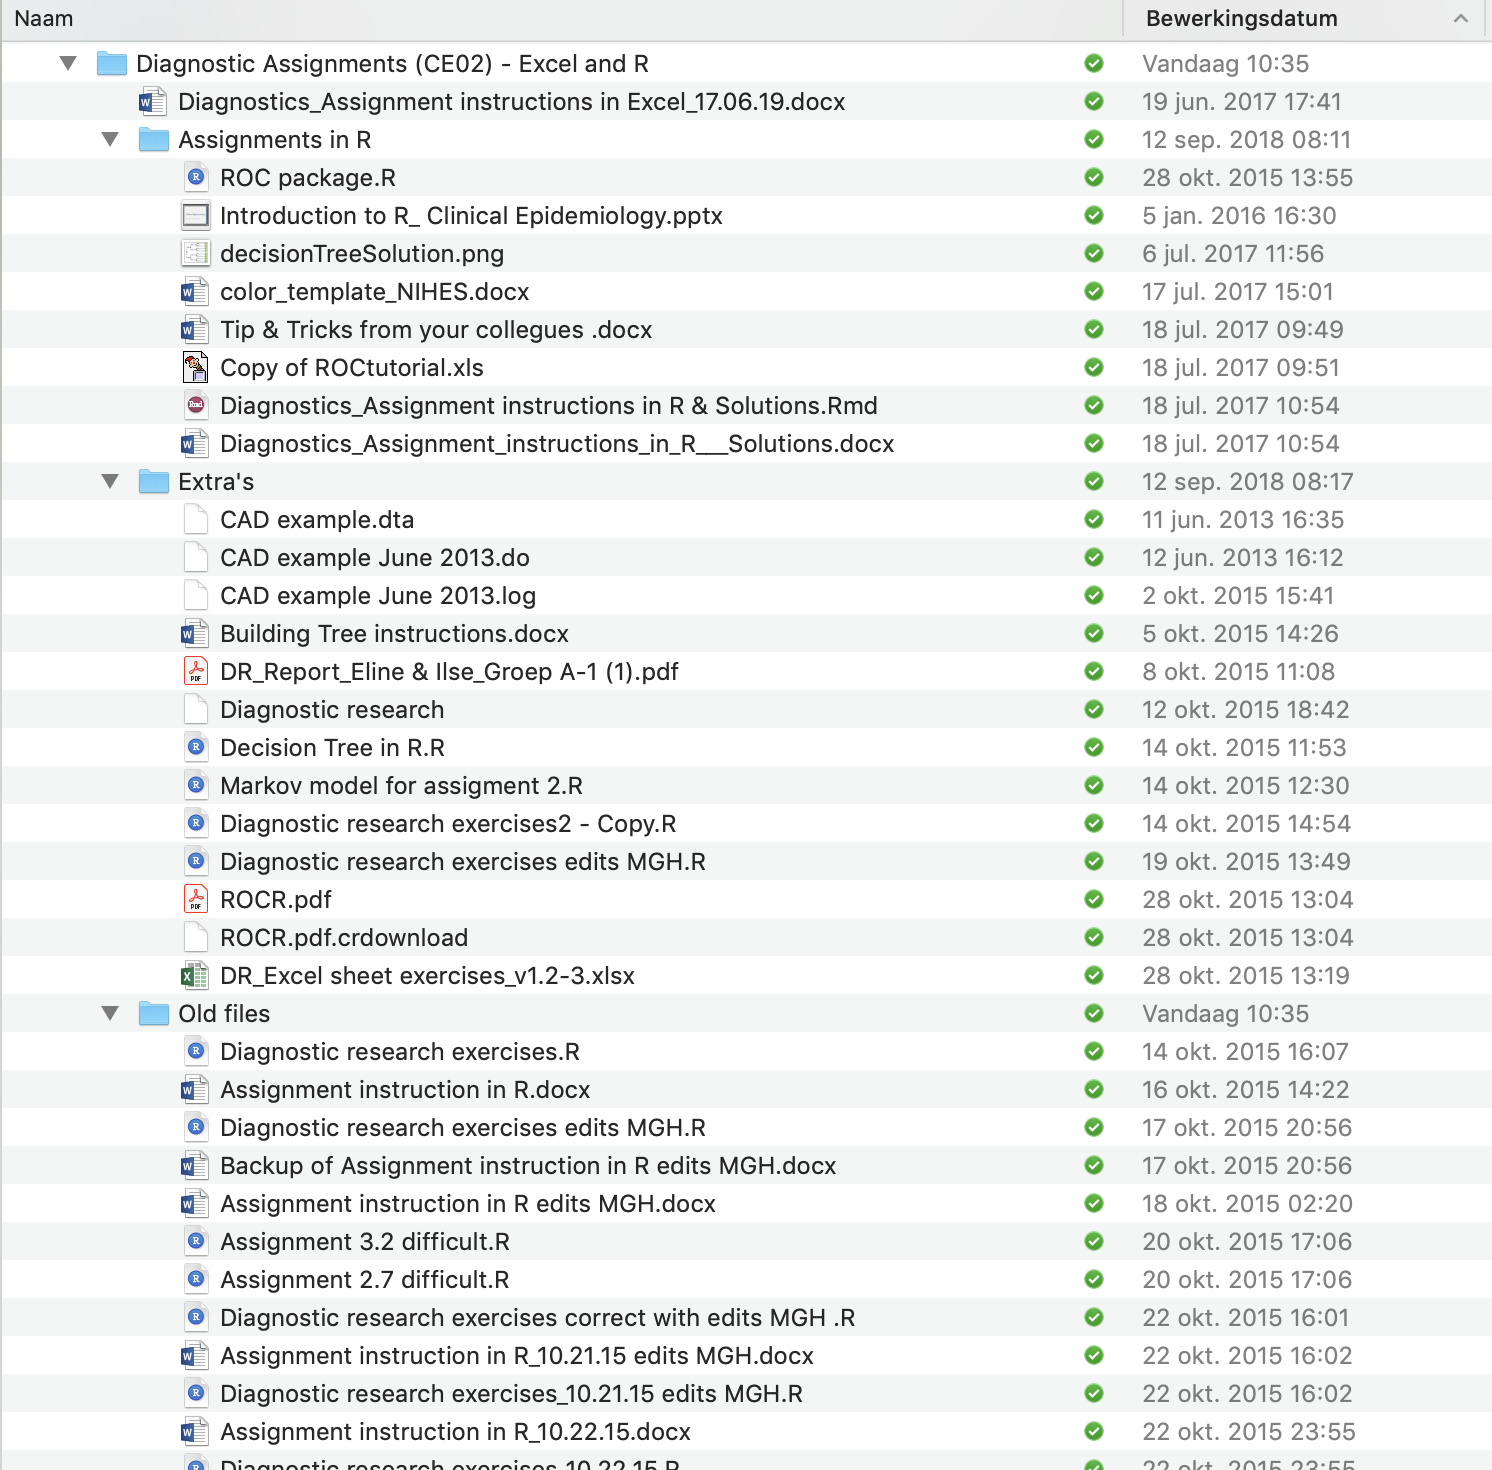 Naam Bewerkingsdatum
Diagnostic Assignments (CE02) - Excel and R Vandaag 10:35
Diagnostics_Assignment instructions in Excel_17.06.19.docx 19 jun. 2017 17:41
Assignments in R 12 sep. 2018 08:11
ROC package.R 28 okt. 2015 13:55
Introduction to R_ Clinical Epidemiology.pptx 5 jan. 2016 16:30
decisionTreeSolution.png 6 jul. 2017 11:56
color_template_NIHES.docx 17 jul. 2017 15:01
Tip & Tricks from your collegues .docx 18 jul. 2017 09:49
Copy of ROCtutorial.xls 18 jul. 2017 09:51
Diagnostics_Assignment instructions in R & Solutions.Rmd 18 jul. 2017 10:54
Diagnostics_Assignment_instructions_in_R___Solutions.docx 18 jul. 2017 10:54
Extra's 12 sep. 2018 08:17
CAD example.dta 11 jun. 2013 16:35
CAD example June 2013.do 12 jun. 2013 16:12
CAD example June 2013.log 2 okt. 2015 15:41
Building Tree instructions.docx 5 okt. 2015 14:26
DR_Report_Eline & Ilse_Groep A-1 (1).pdf 8 okt. 2015 11:08
Diagnostic research 12 okt. 2015 18:42
Decision Tree in R.R 14 okt. 2015 11:53
Markov model for assigment 2.R 14 okt. 2015 12:30
Diagnostic research exercises2 - Copy.R 14 okt. 2015 14:54
Diagnostic research exercises edits MGH.R 19 okt. 2015 13:49
ROCR.pdf 28 okt. 2015 13:04
ROCR.pdf.crdownload 28 okt. 2015 13:04
DR_Excel sheet exercises_v1.2-3.xlsx 28 okt. 2015 13:19
Old files Vandaag 10:35
Diagnostic research exercises.R 14 okt. 2015 16:07
Assignment instruction in R.docx 16 okt. 2015 14:22
Diagnostic research exercises edits MGH.R 17 okt. 2015 20:56
Backup of Assignment instruction in R edits MGH.docx 17 okt. 2015 20:56
Assignment instruction in R edits MGH.docx 18 okt. 2015 02:20
Assignment 3.2 difficult.R 20 okt. 2015 17:06
Assignment 2.7 difficult.R 20 okt. 2015 17:06
Diagnostic research exercises correct with edits MGH .R 22 okt. 2015 16:01
Assignment instruction in R_10.21.15 edits MGH.docx 22 okt. 2015 16:02
Diagnostic research exercises_10.21.15 edits MGH.R 22 okt. 2015 16:02
Assignment instruction in R_10.22.15.docx 22 okt. 2015 23:55
Diagnostic research exercises_10.22.15.R 22 okt. 2015 23:55